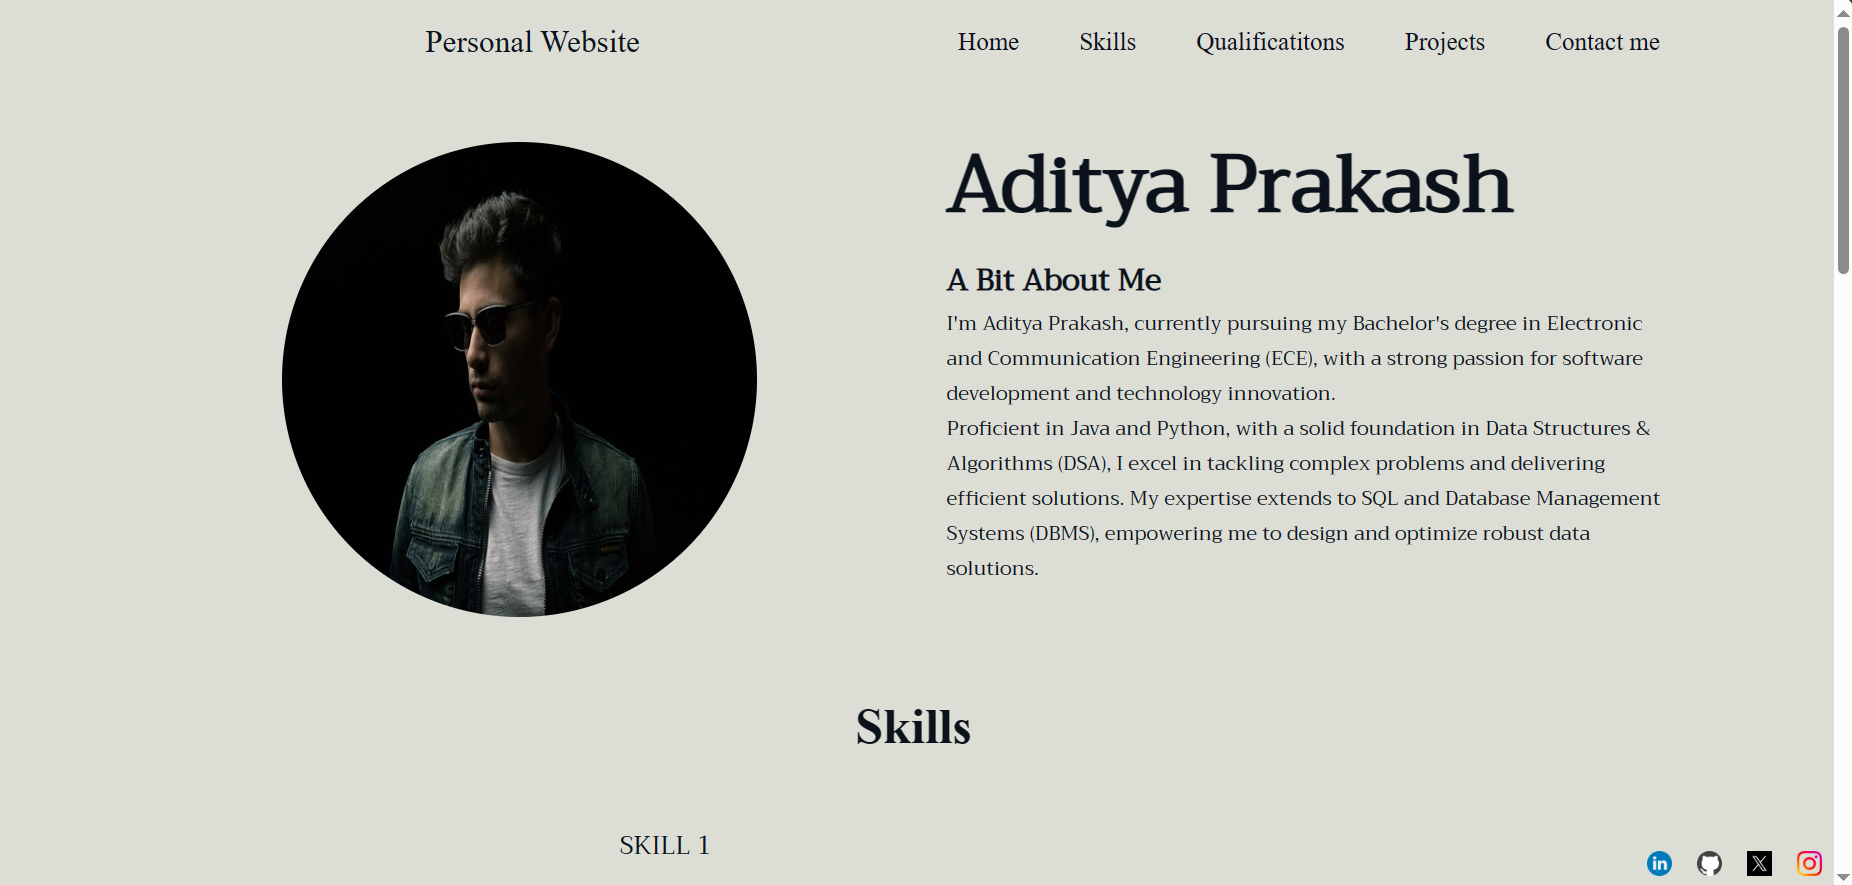 Personal Website
Home Skills Qualificatitons Projects Contact me
Aditya Prakash
A Bit About Me
I'm Aditya Prakash, currently pursuing my Bachelor's degree in Electronic
and Communication Engineering (ECE), with a strong passion for software
development and technology innovation.
Proficient in Java and Python, with a solid foundation in Data Structures &
Algorithms (DSA), I excel in tackling complex problems and delivering
efficient solutions. My expertise extends to SQL and Database Management
Systems (DBMS), empowering me to design and optimize robust data
solutions.
Skills
SKILL 1
in
X